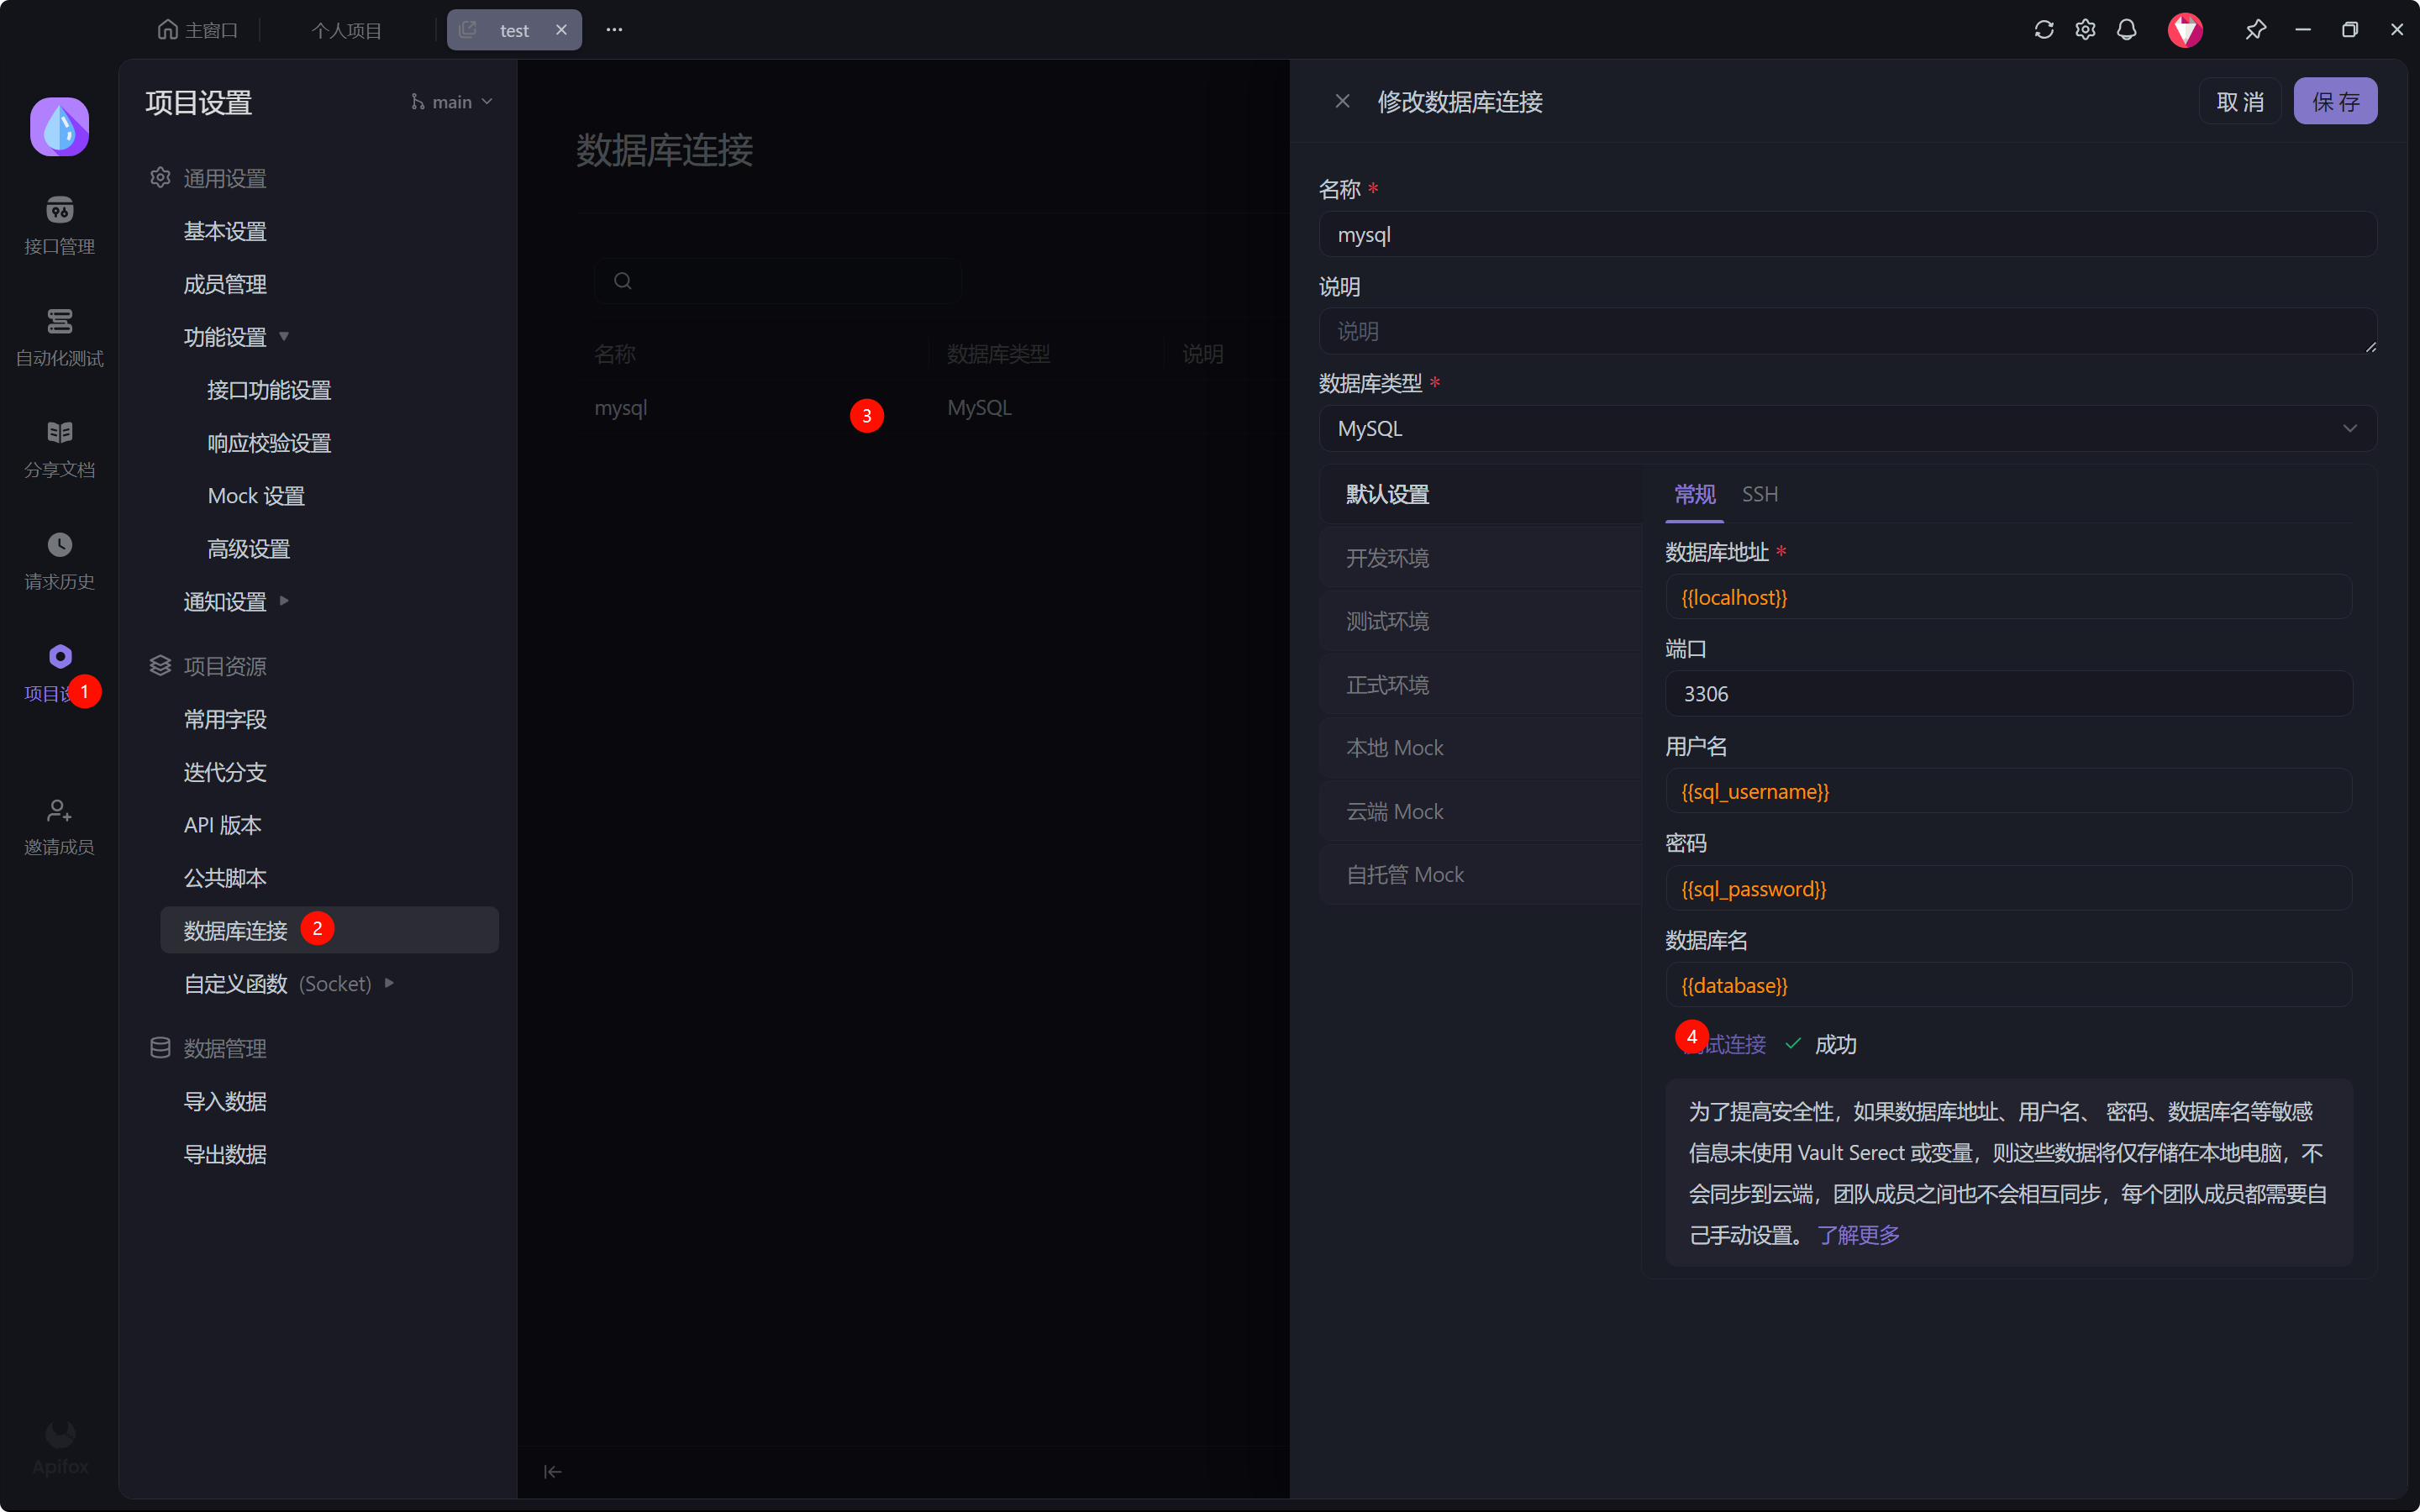 主窗口
个人项目
test
项目设置
main
接口管理
自动化测试
分享文档
请求历史
项目设
1
邀请成员
Apifox
通用设置
基本设置
成员管理
功能设置
接口功能设置
响应校验设置
Mock 设置
高级设置
通知设置
项目资源
常用字段
迭代分支
API 版本
公共脚本
数据库连接
2
自定义函数 (Socket)
数据管理
导入数据
导出数据
数据库连接
名称 数据库类型 说明
mysql 3 MySQL
修改数据库连接
取 消
保 存
名称 *
mysql
说明
说明
数据库类型 *
MySQL
默认设置
开发环境
测试环境
正式环境
本地 Mock
云端 Mock
自托管 Mock
常规 SSH
数据库地址 *
{{localhost}}
端口
3306
用户名
{{sql_username}}
密码
{{sql_password}}
数据库名
{{database}}
4 试连接 成功
为了提高安全性，如果数据库地址、用户名、 密码、数据库名等敏感
信息未使用 Vault Serect 或变量，则这些数据将仅存储在本地电脑，不
会同步到云端，团队成员之间也不会相互同步，每个团队成员都需要自
己手动设置。 了解更多